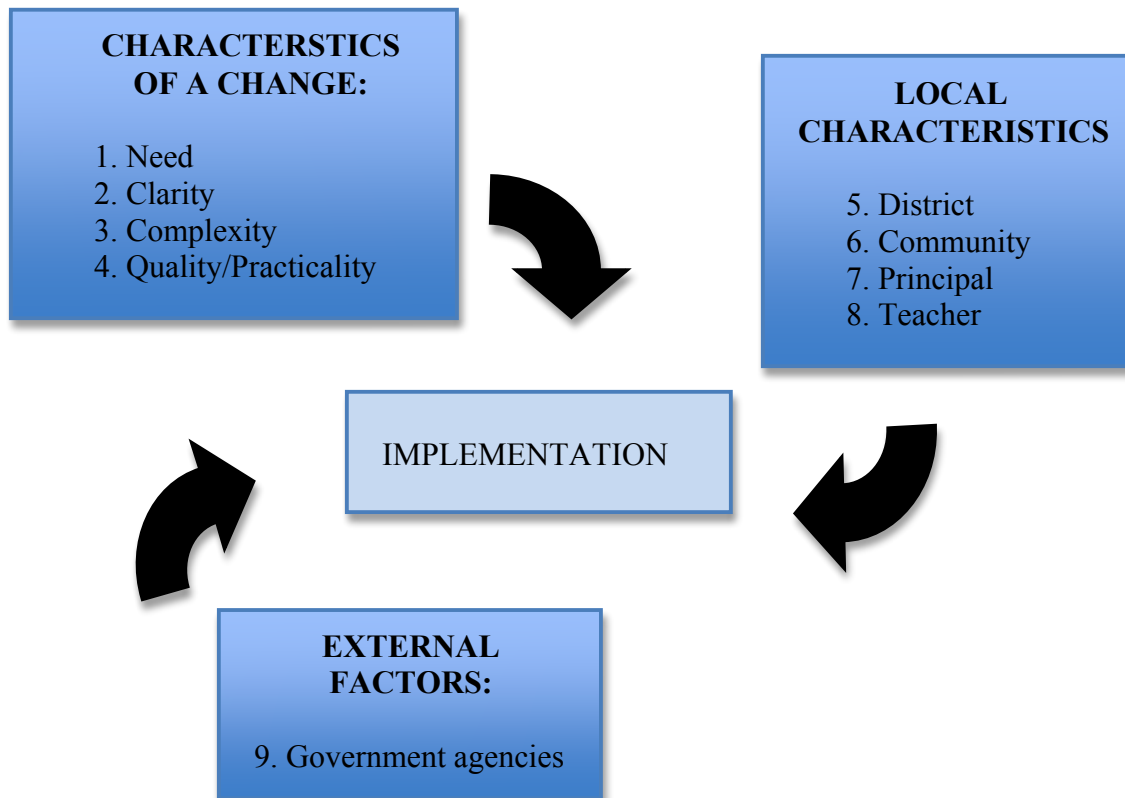 CHARACTERSTICS
OF A CHANGE:
1. Need
2. Clarity
3. Complexity
4. Quality/Practicality
LOCAL
CHARACTERISTICS
5. District
6. Community
7. Principal
8. Teacher
IMPLEMENTATION
EXTERNAL
FACTORS:
9. Government agencies